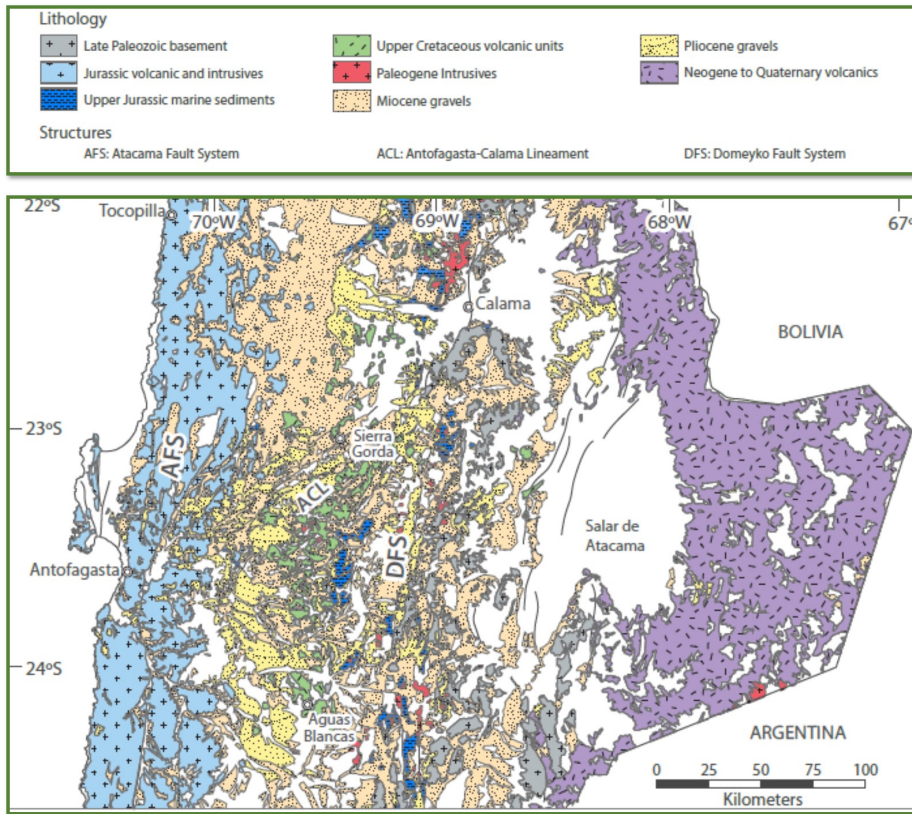 Lithology
Late Paleozoic basement
Upper Cretaceous volcanic units
Pliocene gravels
Jurassic volcanic and intrusives
Paleogene Intrusives
Neogene to Quaternary volcanics
Upper Jurassic marine sediments
Miocene gravels
Structures
AFS: Atacama Fault System
ACL: Antofagasta-Calama Lineament
DFS: Domeyko Fault System
22ºS
Tocopilla
70ºW
69ºW
68ºW
67º
Calama
BOLIVIA
23ºS
Sierra
Gorda
AFS
ACL
DFS
Salar de
Atacama
Antofagasta
24ºS
Aguas
Blancas
ARGENTINA
0 25 50 75 100
Kilometers